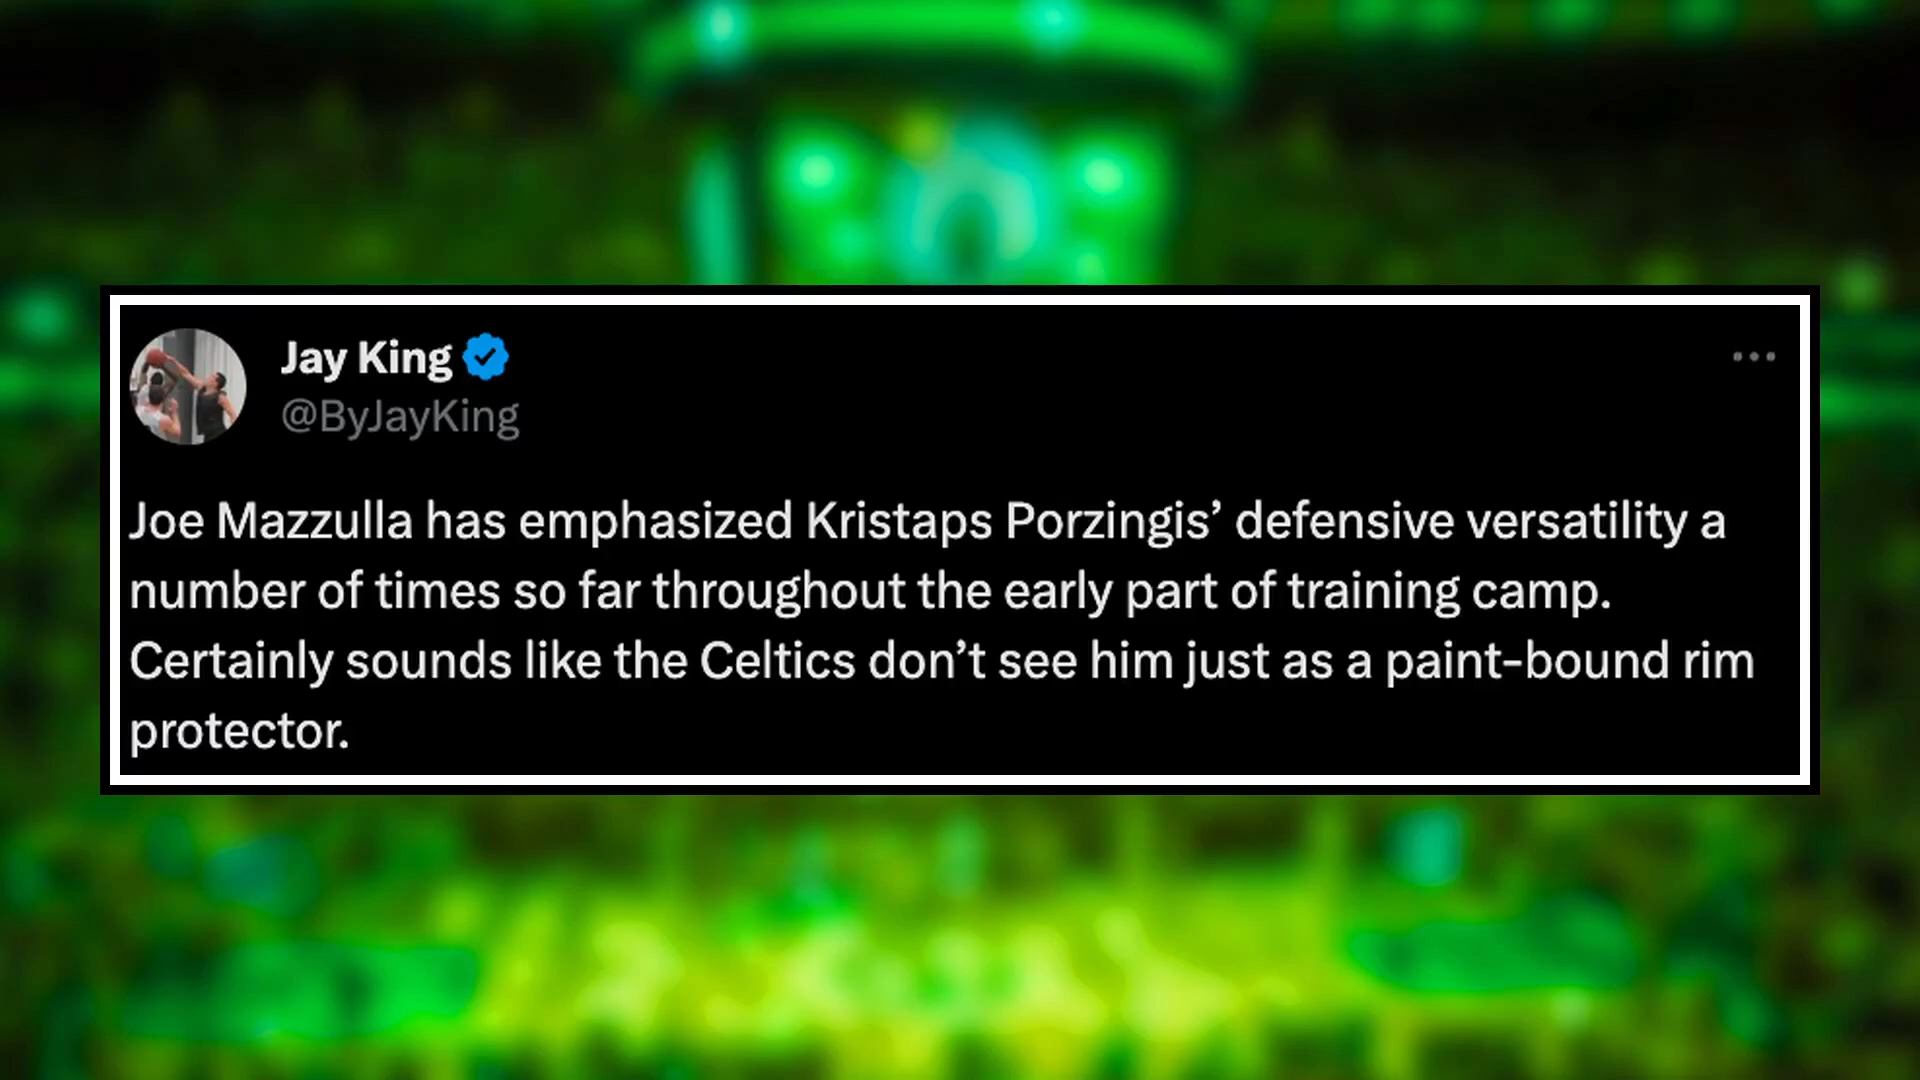 Jay King
@ByJayKing
Joe Mazzulla has emphasized Kristaps Porzingis’ defensive versatility a
number of times so far throughout the early part of training camp.
Certainly sounds like the Celtics don’t see him just as a paint-bound rim
protector.